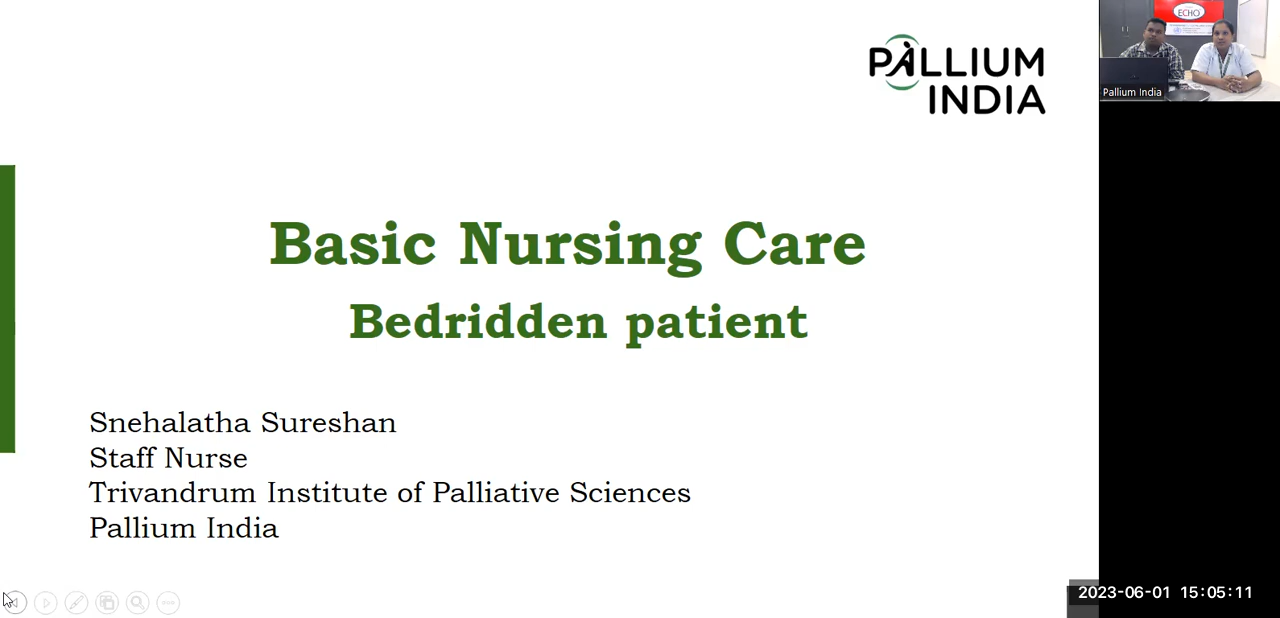 PALLIUM
INDIA
ECHO
Pallium India
Basic Nursing Care
Bedridden patient
Snehalatha Sureshan
Staff Nurse
Trivandrum Institute of Palliative Sciences
Pallium India
2023-06-01 15:05:11